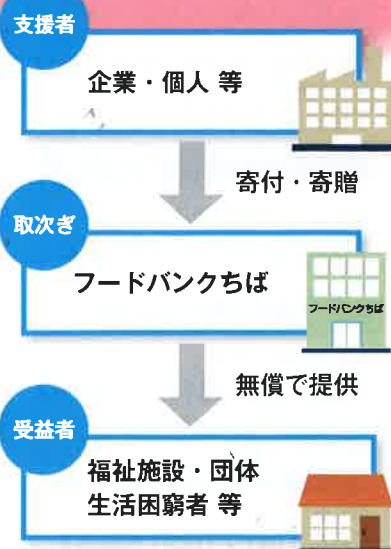 支援者
企業・個人 等
寄付・寄贈
取次ぎ
フードバンクちば
フードバンクちば
無償で提供
受益者
福祉施設・団体
生活困窮者 等